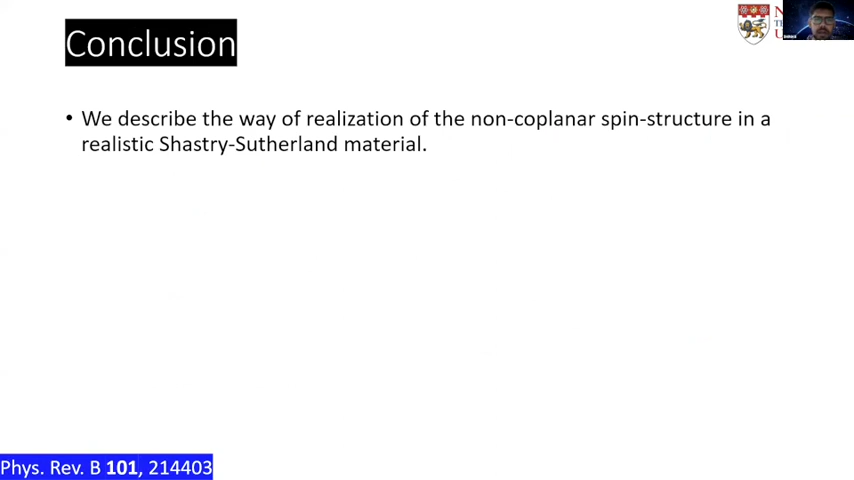 Conclusion
• We describe the way of realization of the non-coplanar spin-structure in a
realistic Shastry-Sutherland material.
Phys. Rev. B 101, 214403